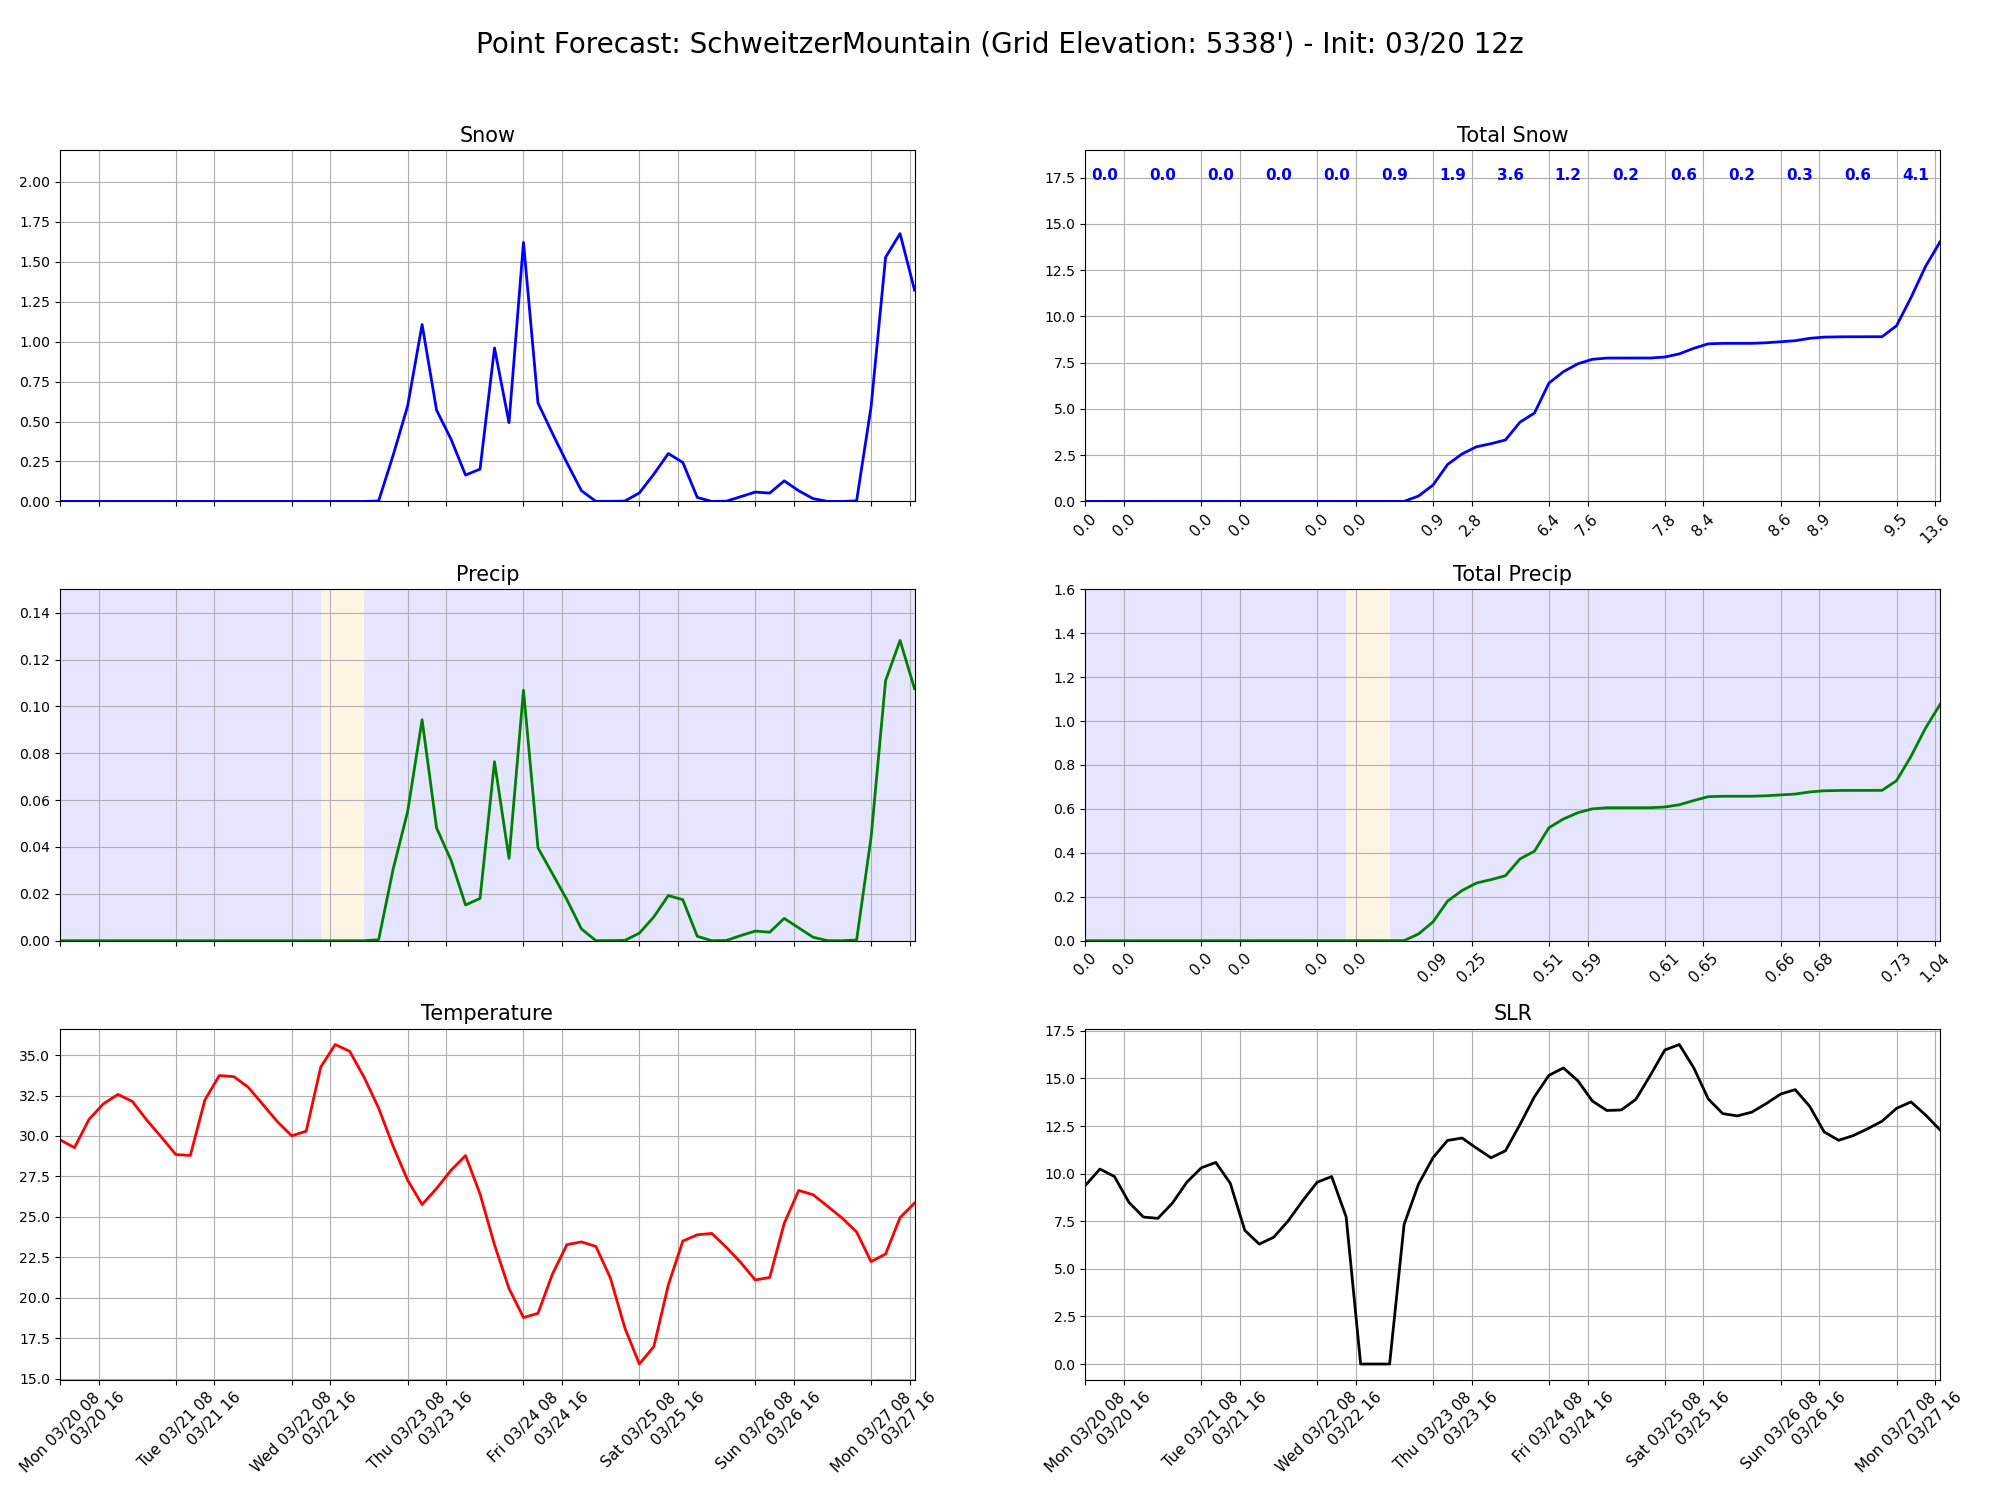 Point Forecast: SchweitzerMountain (Grid Elevation: 5338') - Init: 03/20 12z
Snow
2.00
1.75
1.50
1.25
1.00
0.75
0.50
0.25
0.00
Total Snow
0.0 0.0 0.0 0.0 0.0 0.9 1.9 3.6 1.2 0.2 0.6 0.2 0.3 0.6 4.1
17.5
15.0
12.5
10.0
7.5
5.0
2.5
0.0
0.0 0.0 0.0 0.0 0.0 0.0 0.9 2.8 6.4 7.6 7.8 8.4 8.6 8.9 9.5 13.6
Precip
0.14
0.12
0.10
0.08
0.06
0.04
0.02
0.00
Total Precip
1.6
1.4
1.2
1.0
0.8
0.6
0.4
0.2
0.0
0.0 0.0 0.0 0.0 0.0 0.0 0.09 0.25 0.51 0.59 0.61 0.65 0.66 0.68 0.73 1.04
Temperature
35.0
32.5
30.0
27.5
25.0
22.5
20.0
17.5
15.0
Mon 03/20 08
03/20 16
Tue 03/21 08
03/21 16
Wed 03/22 08
03/22 16
Thu 03/23 08
03/23 16
Fri 03/24 08
03/24 16
Sat 03/25 08
03/25 16
Sun 03/26 08
03/26 16
Mon 03/27 08
03/27 16
SLR
17.5
15.0
12.5
10.0
7.5
5.0
2.5
0.0
Mon 03/20 08
03/20 16
Tue 03/21 08
03/21 16
Wed 03/22 08
03/22 16
Thu 03/23 08
03/23 16
Fri 03/24 08
03/24 16
Sat 03/25 08
03/25 16
Sun 03/26 08
03/26 16
Mon 03/27 08
03/27 16